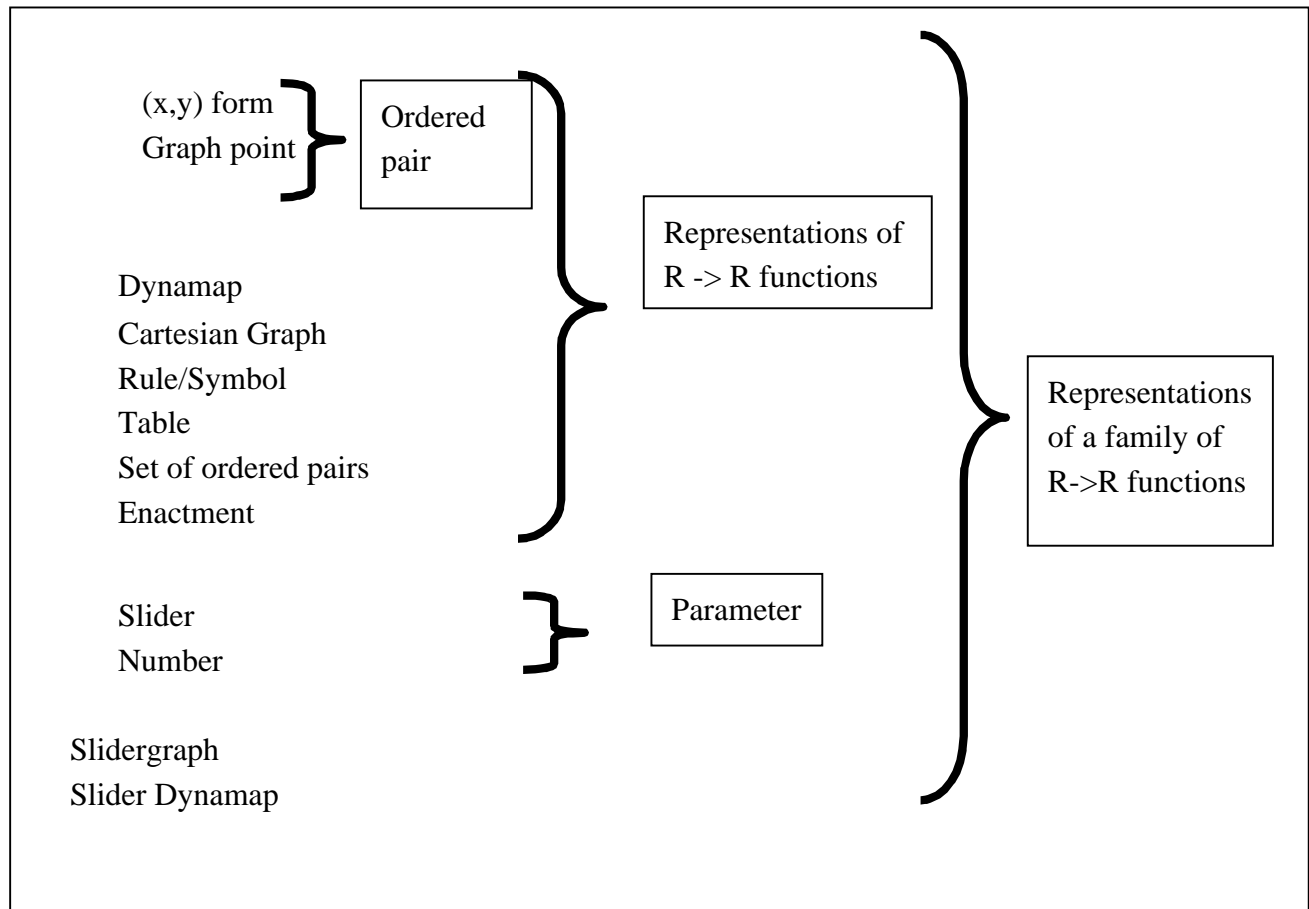 (x,y) form
Graph point
Ordered
pair
Dynamap
Cartesian Graph
Rule/Symbol
Table
Set of ordered pairs
Enactment
Representations of
R -> R functions
Slider
Number
Parameter
Slidergraph
Slider Dynamap
Representations
of a family of
R->R functions